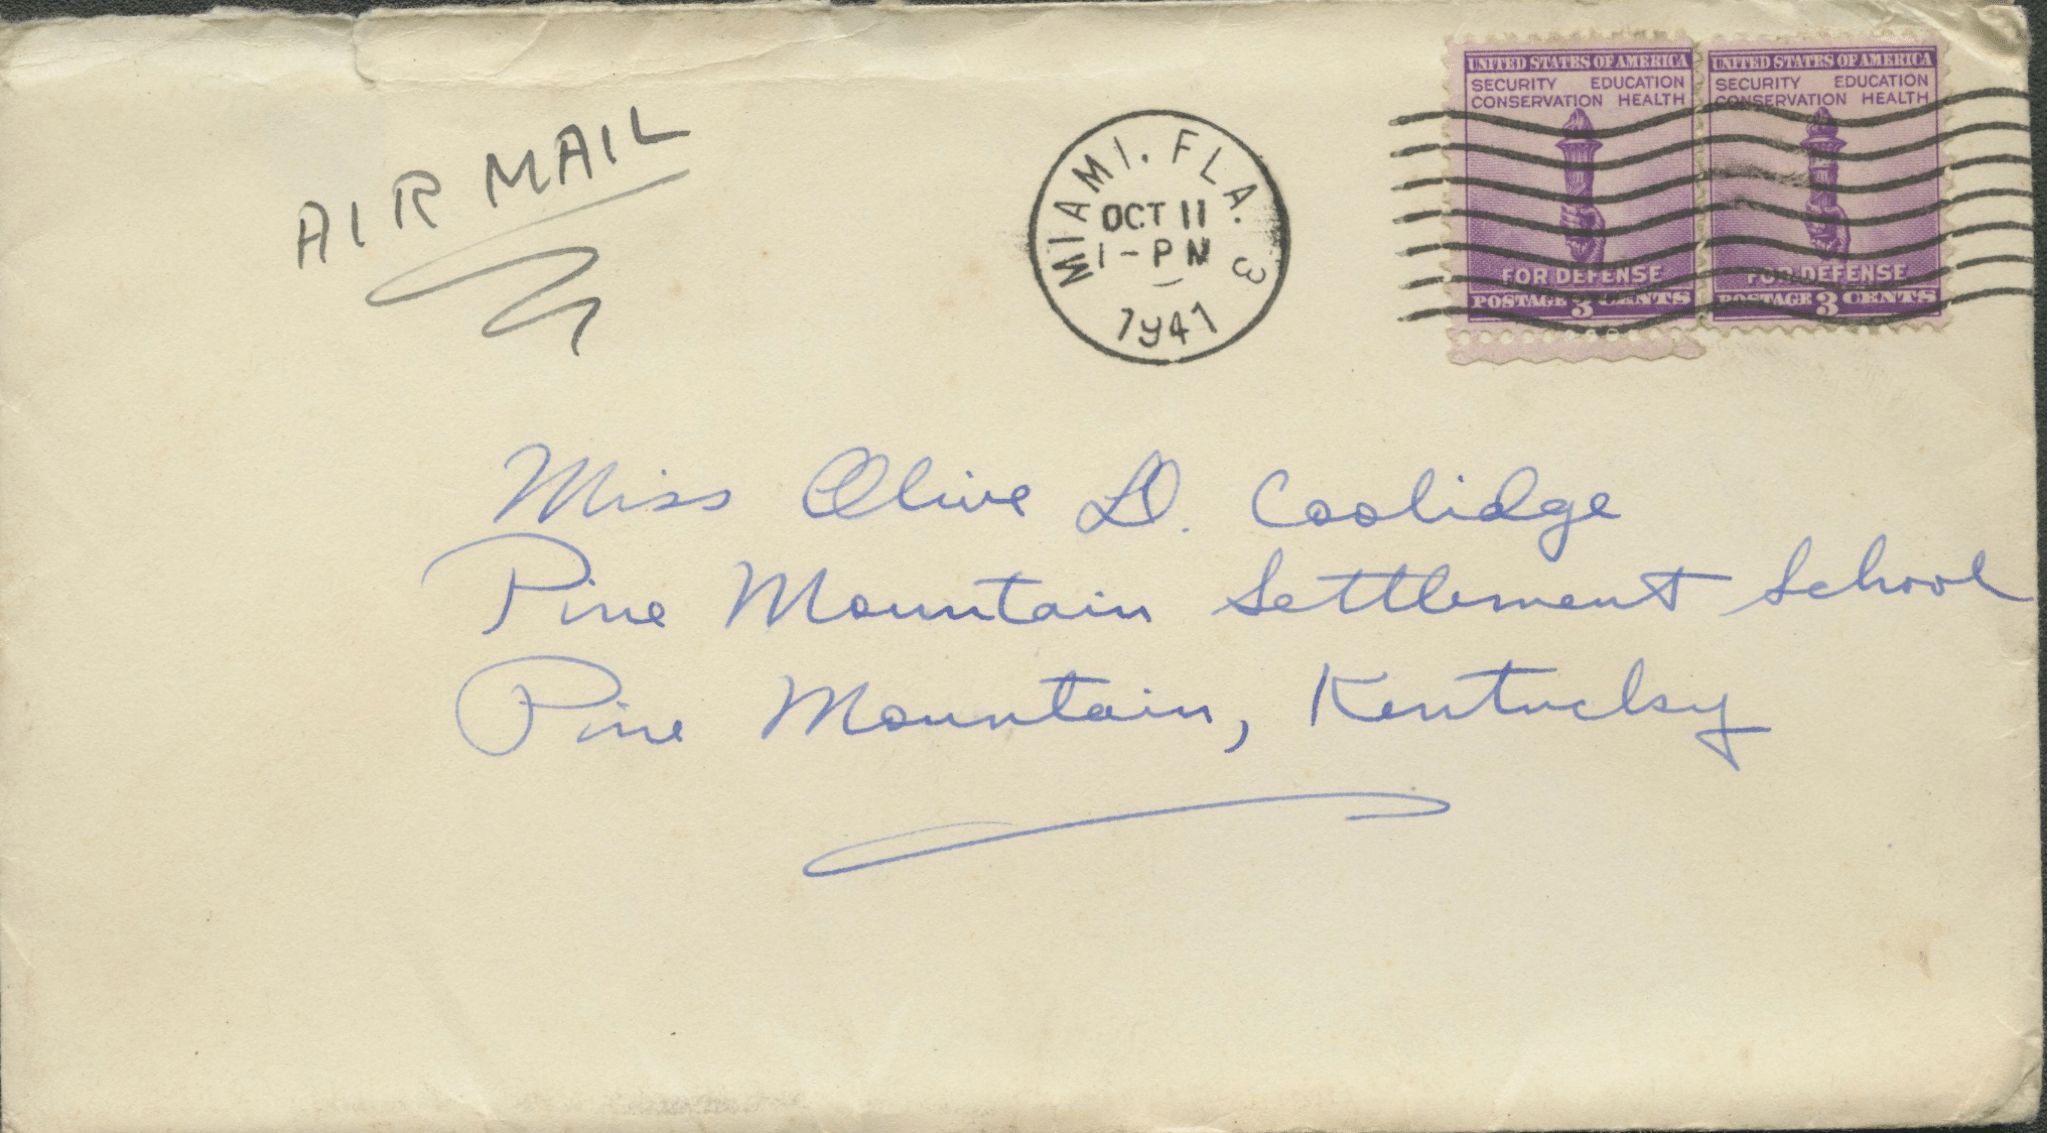 AIR MAIL
MIAMI, FLA. 3
OCT 11
1-PM
1941
UNITED STATES OF AMERICA
SECURITY EDUCATION
CONSERVATION HEALTH
FOR DEFENSE
POSTAGE 3 CENTS
UNITED STATES OF AMERICA
SECURITY EDUCATION
CONSERVATION HEALTH
FOR DEFENSE
POSTAGE 3 CENTS
Miss Olive D. Coolidge
Pine Mountain Settlement School
Pine Mountain, Kentucky